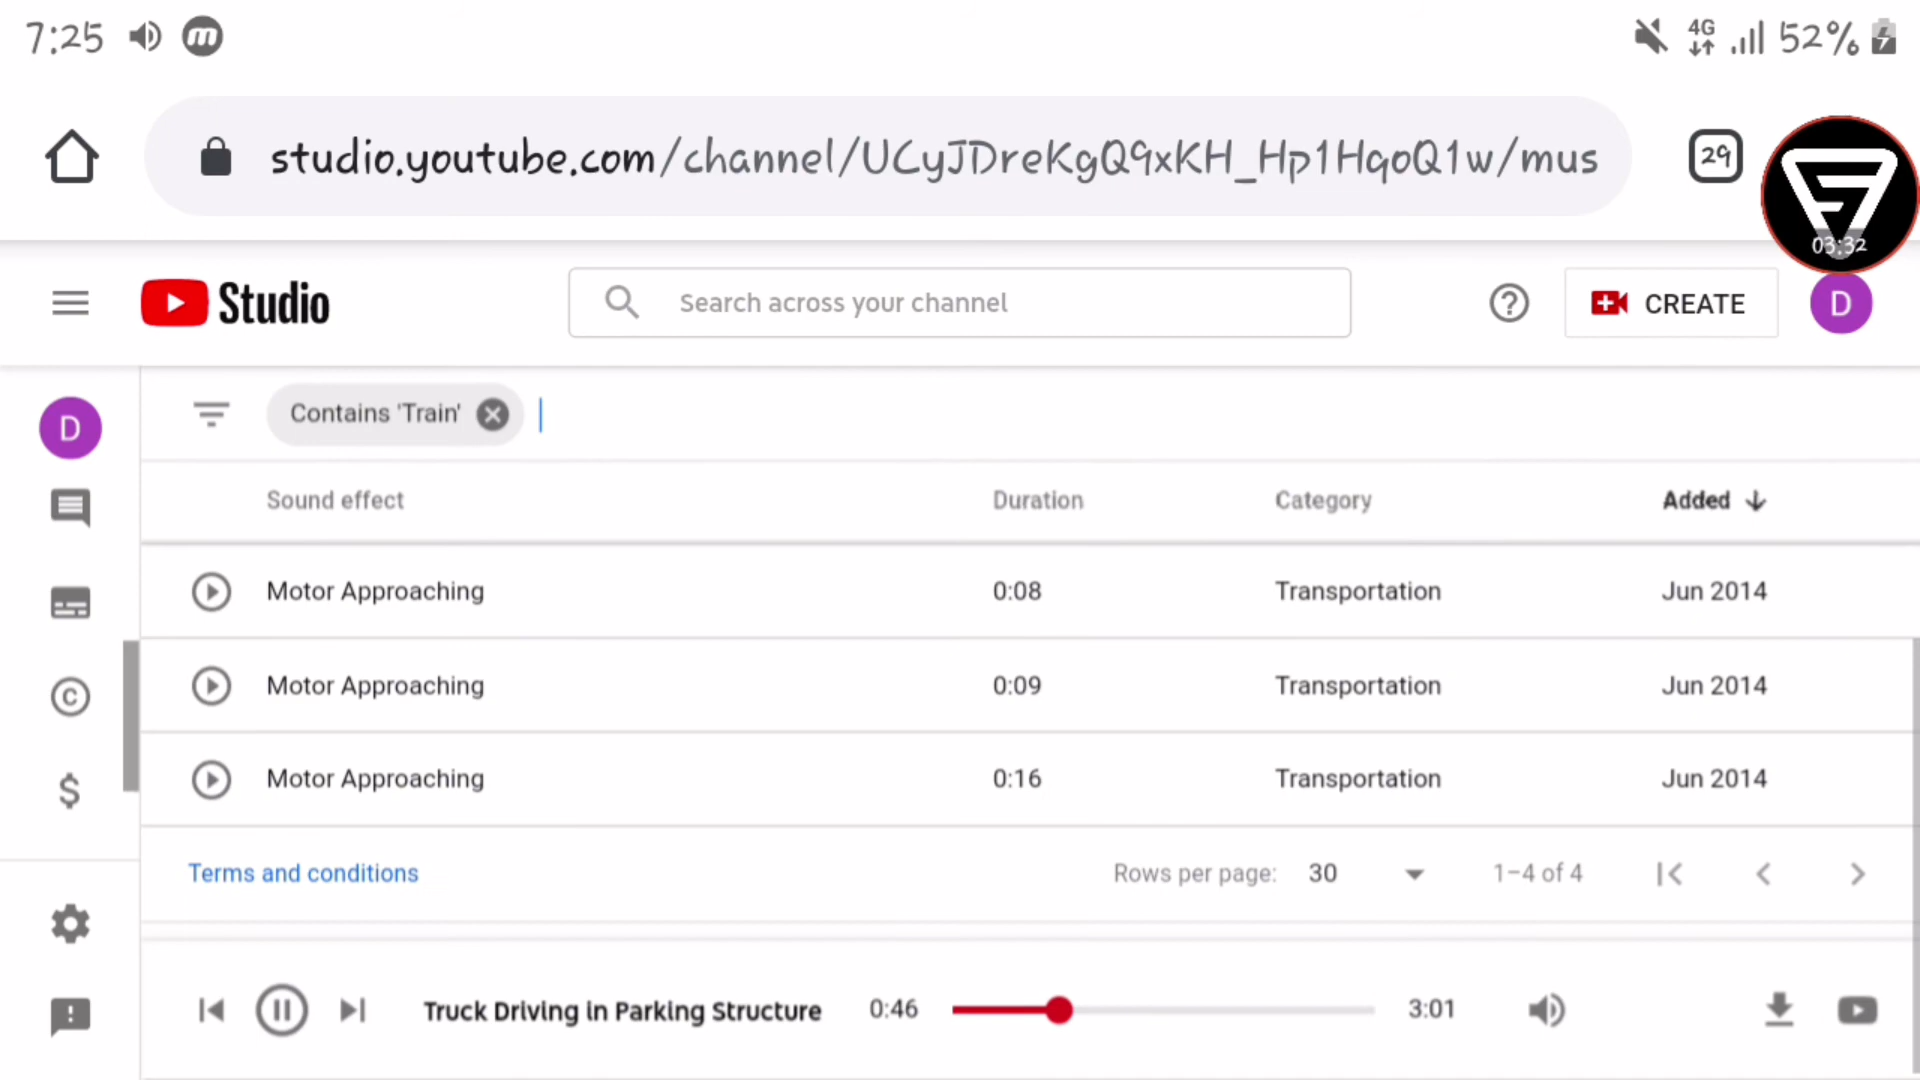 7:25 m 4G 52%
studio.youtube.com/channel/UCyJDreKgQ9xKH_Hp1HqoQ1w/mus 29
03:32
Studio Search across your channel ? CREATE D
D Contains 'Train'
Sound effect Duration Category Added
Motor Approaching 0:08 Transportation Jun 2014
Motor Approaching 0:09 Transportation Jun 2014
Motor Approaching 0:16 Transportation Jun 2014
Terms and conditions Rows per page: 30 1–4 of 4
Truck Driving in Parking Structure 0:46 3:01